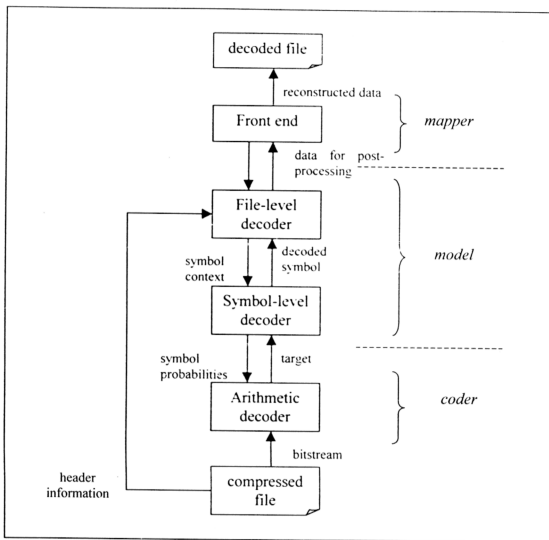 decoded file
reconstructed data
Front end
mapper
data for post-
processing
File-level
decoder
symbol
context
decoded
symbol
model
Symbol-level
decoder
symbol
probabilities
target
Arithmetic
decoder
coder
bitstream
header
information
compressed
file